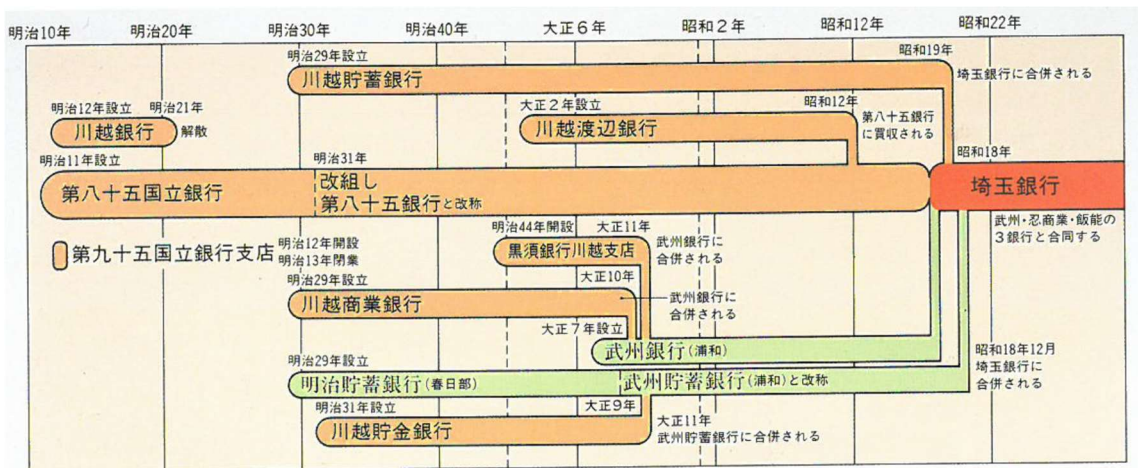 明治10年 明治20年 明治30年 明治40年 大正6年 昭和2年 昭和12年 昭和22年
明治29年設立
川越貯蓄銀行
昭和19年
埼玉銀行に合併される
明治12年設立 明治21年
川越銀行 解散
大正2年設立
川越渡辺銀行
昭和12年
第八十五銀行
に買収される
明治11年設立
第八十五国立銀行
明治31年
改組し
第八十五銀行と改称
昭和18年
埼玉銀行
武州・忍商業・飯能の
3銀行と合同する
第九十五国立銀行支店
明治12年開設
明治13年閉業
明治44年開設
黒須銀行川越支店
大正11年
武州銀行に
合併される
明治29年設立
川越商業銀行
大正10年
武州銀行に
合併される
大正7年設立
武州銀行(浦和)
明治29年設立
明治貯蓄銀行(春日部)
武州貯蓄銀行(浦和)と改称
大正9年
昭和18年12月
埼玉銀行に
合併される
明治31年設立
川越貯金銀行
大正11年
武州貯蓄銀行に合併される